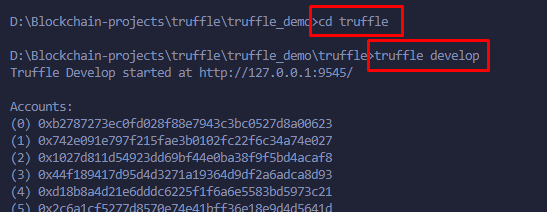 D:\Blockchain-projects\truffle\truffle_demo>cd truffle
D:\Blockchain-projects\truffle\truffle_demo\truffle>truffle develop
Truffle Develop started at http://127.0.0.1:9545/
Accounts:
(0) 0xb2787273ec0fd028f88e7943c3bc0527d8a00623
(1) 0x742e091e797f215fae3b0102fc22f6c34a74e027
(2) 0x1027d811d54923dd69bf44e0ba38f9f5bd4acaf8
(3) 0x44f189417d95d4d3271a19364d9df2a6adca8d93
(4) 0xd18b8a4d21e6dddc6225f1f6a6e5583bd5973c21
(5) 0x2c6a1cf5277d8570e74e41bff36e18e9d4d5641d